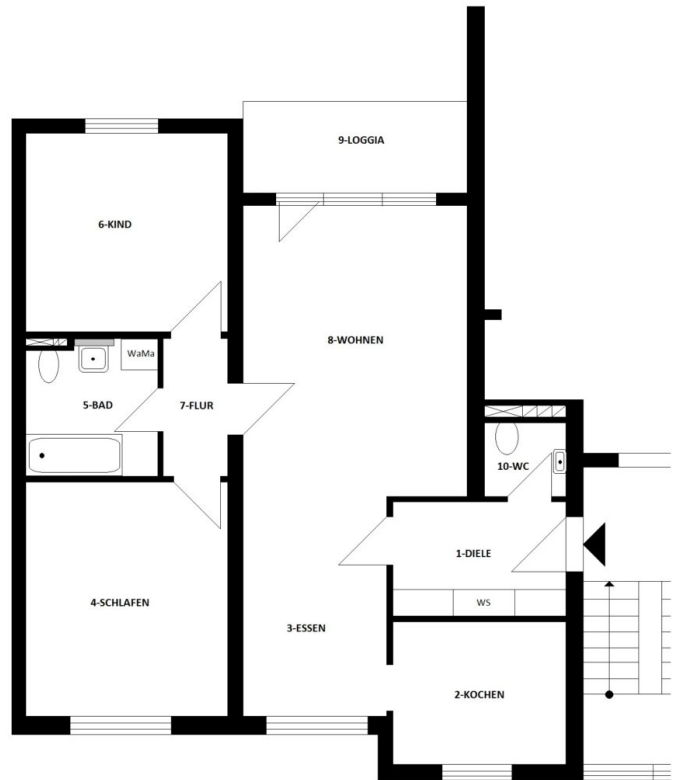 9-LOGGIA
6-KIND
8-WOHNEN
WaMa
5-BAD
7-FLUR
10-WC
1-DIELE
4-SCHLAFEN
WS
3-ESSEN
2-KOCHEN